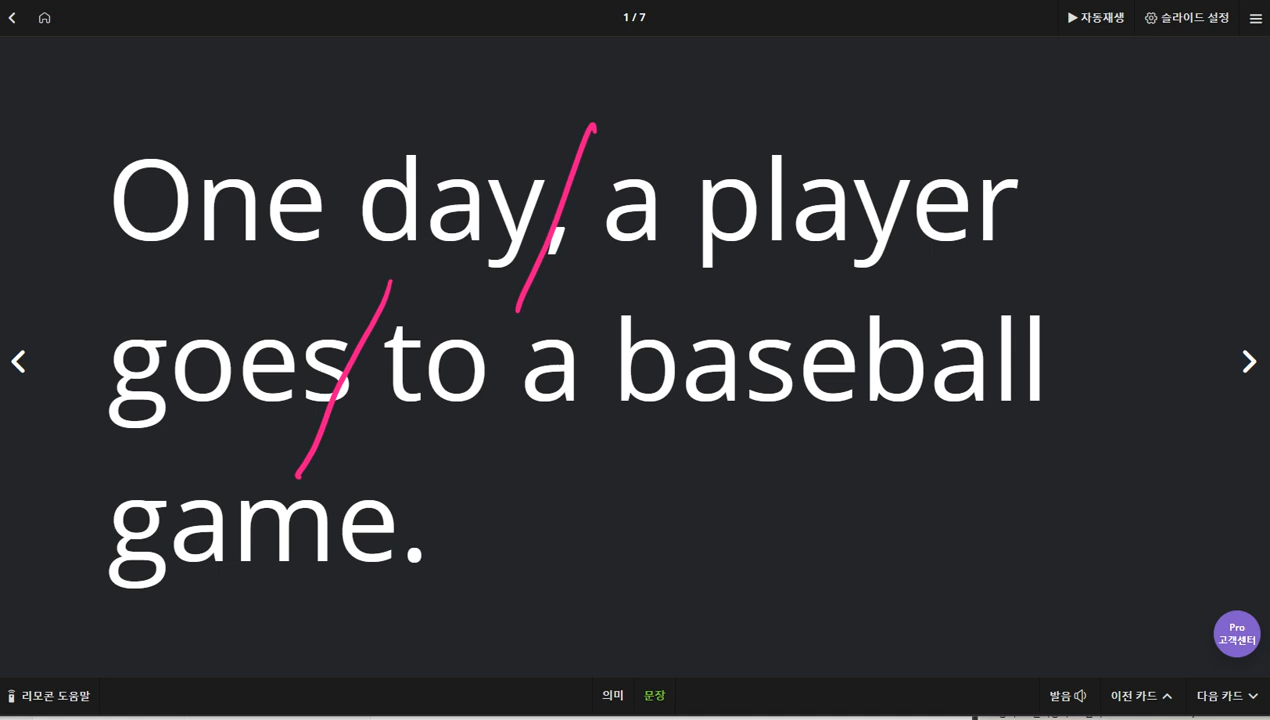 1 / 7
자동재생
슬라이드 설정
One day, a player
goes to a baseball
game.
Pro
고객센터
리모콘 도움말
의미
문장
발음
이전 카드
다음 카드